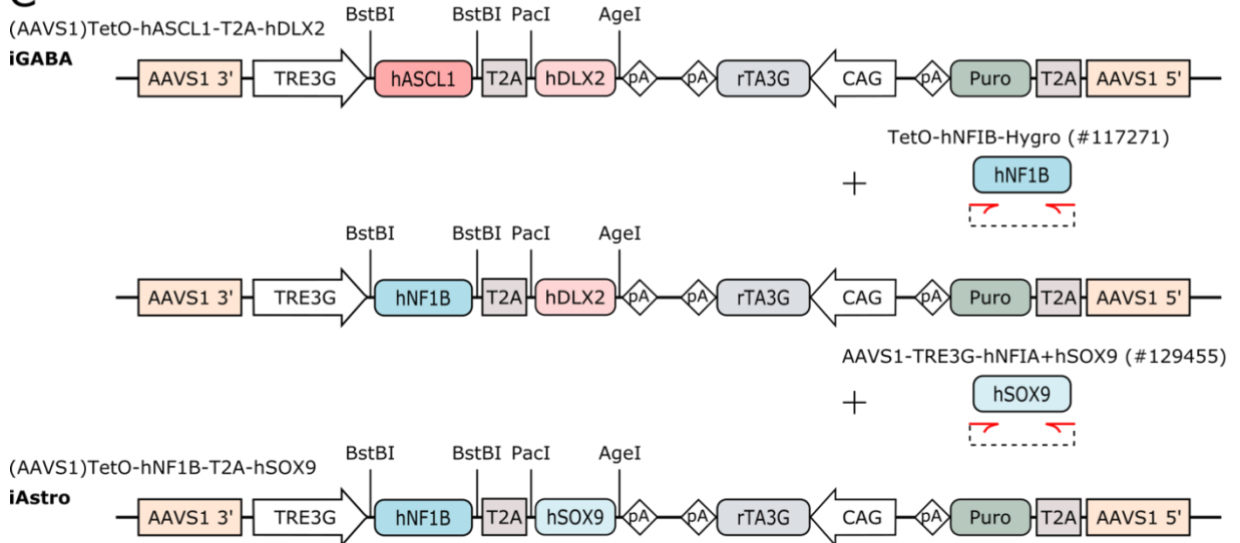 C
BstBI BstBI PacI AgeI
(AAVS1)TetO-hASCL1-T2A-hDLX2
iGABA
AAVS1 3' TRE3G hASCL1 T2A hDLX2 pA pA rTA3G CAG pA Puro T2A AAVS1 5'
TetO-hNFIB-Hygro (#117271)
+ hNF1B
BstBI BstBI PacI AgeI
AAVS1 3' TRE3G hNF1B T2A hDLX2 pA pA rTA3G CAG pA Puro T2A AAVS1 5'
AAVS1-TRE3G-hNFIA+hSOX9 (#129455)
+ hSOX9
BstBI BstBI PacI AgeI
(AAVS1)TetO-hNF1B-T2A-hSOX9
iAstro
AAVS1 3' TRE3G hNF1B T2A hSOX9 pA pA rTA3G CAG pA Puro T2A AAVS1 5'